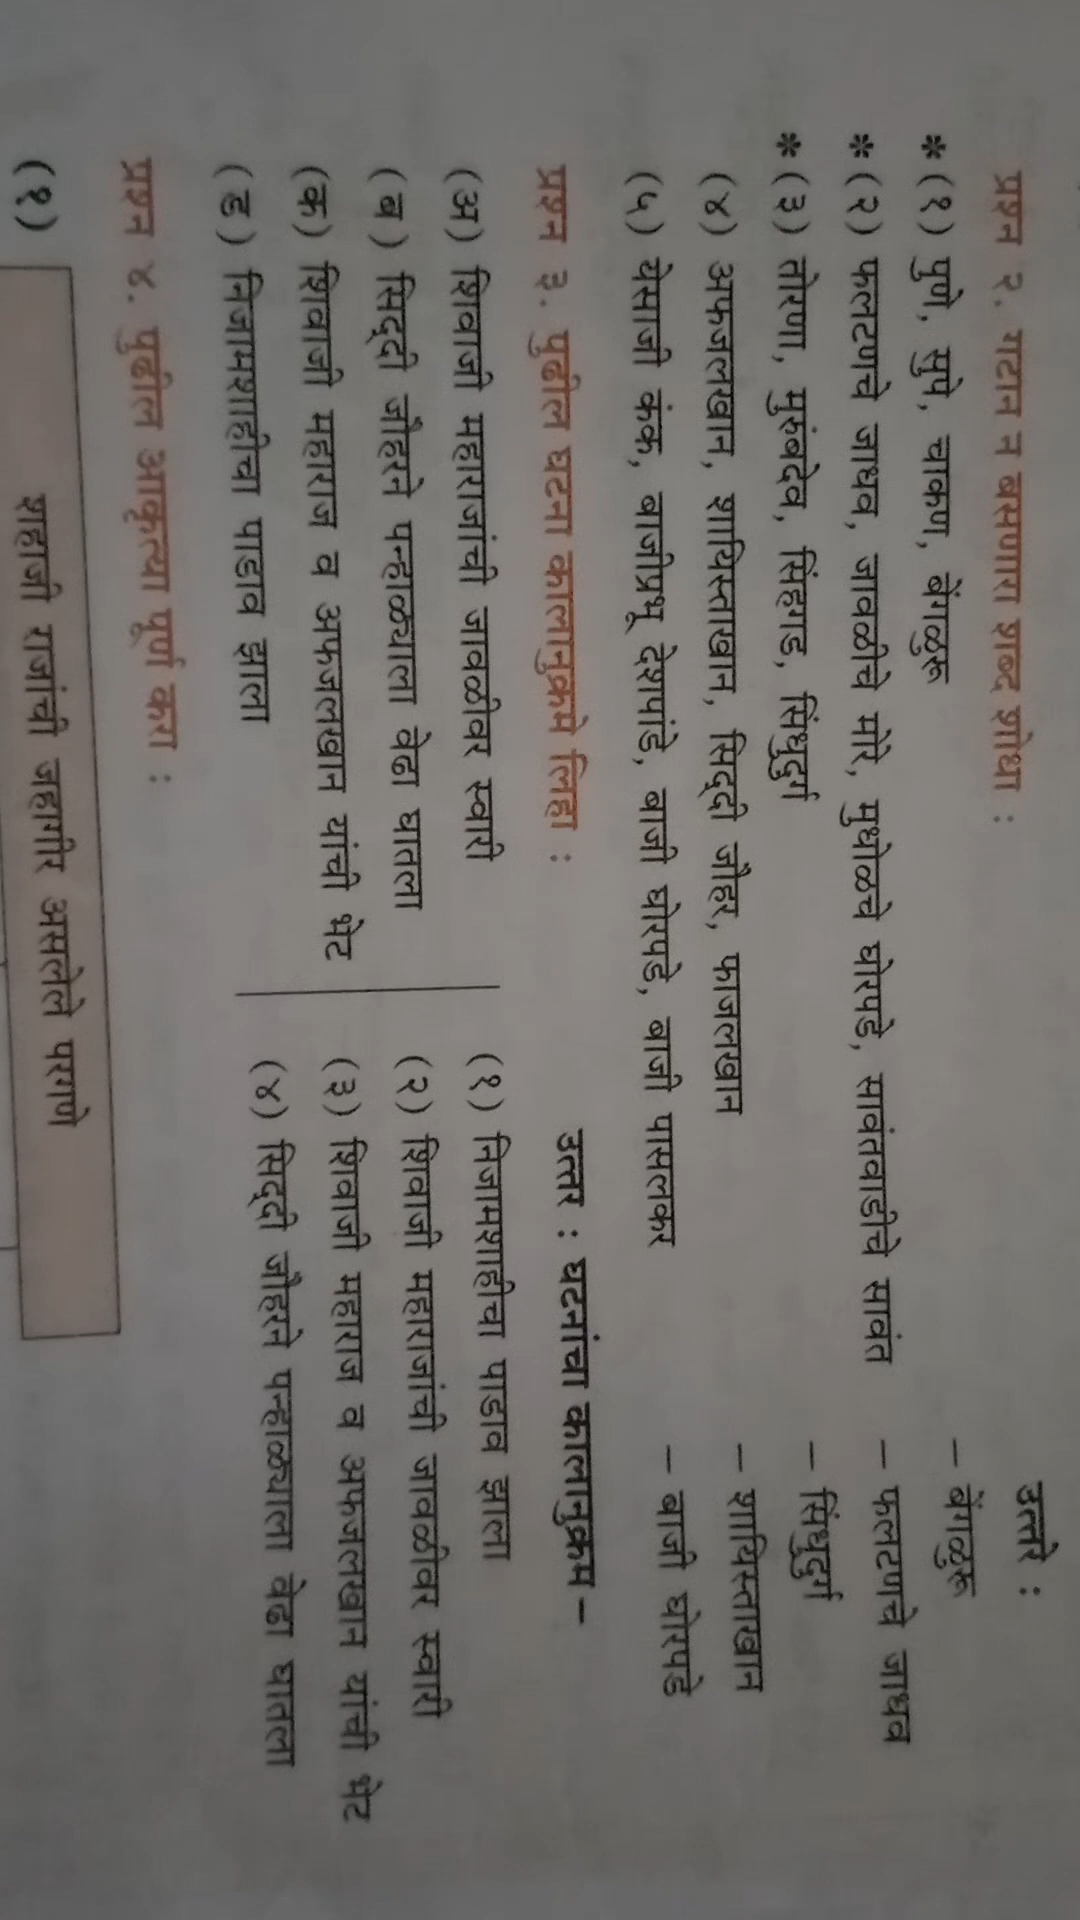 प्रश्न २. गटात न बसणारा शब्द शोधा :
उत्तरे :
* (१) पुणे, सुपे, चाकण, बेंगळुरू – बेंगळुरू
* (२) फलटणचे जाधव, जावळीचे मोरे, मुधोळचे घोरपडे, सावंतवाडीचे सावंत – फलटणचे जाधव
* (३) तोरणा, मुरुंबदेव, सिंहगड, सिंधुदुर्ग – सिंधुदुर्ग
(४) अफजलखान, शायिस्ताखान, सिद्दी जौहर, फाजलखान – शायिस्ताखान
(५) येसाजी कंक, बाजीप्रभू देशपांडे, बाजी घोरपडे, बाजी पासलकर – बाजी घोरपडे
प्रश्न ३. पुढील घटना कालानुक्रमे लिहा :
(अ) शिवाजी महाराजांची जावळीवर स्वारी
(ब) सिद्दी जौहरने पन्हाळ्याला वेढा घातला
(क) शिवाजी महाराज व अफजलखान यांची भेट
(ड) निजामशाहीचा पाडाव झाला
उत्तर : घटनांचा कालानुक्रम –
(१) निजामशाहीचा पाडाव झाला
(२) शिवाजी महाराजांची जावळीवर स्वारी
(३) शिवाजी महाराज व अफजलखान यांची भेट
(४) सिद्दी जौहरने पन्हाळ्याला वेढा घातला
प्रश्न ४. पुढील आकृत्या पूर्ण करा :
(१) शहाजी राजांची जहागीर असलेले परगणे